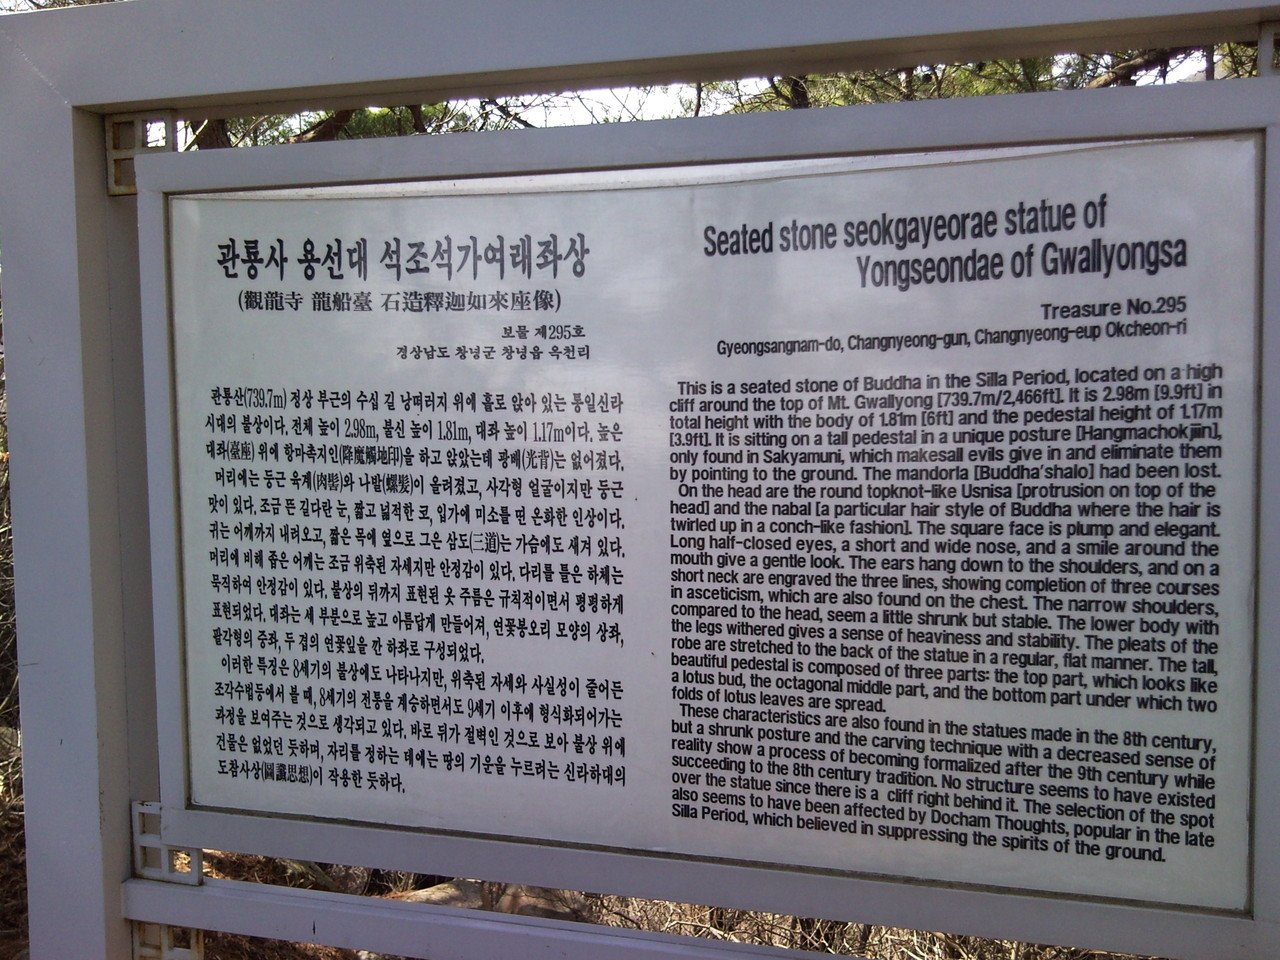 관룡사 용선대 석조석가여래좌상
(觀龍寺 龍船臺 石造釋迦如來座像)
보물 제295호
경상남도 창녕군 창녕읍 옥천리
관룡산(739.7m) 정상 부근의 수십 길 낭떠러지 위에 홀로 앉아 있는 통일신라
시대의 불상이다. 전체 높이 2.98m, 불신 높이 1.81m, 대좌 높이 1.17m이다. 높은
대좌(臺座) 위에 항마촉지인(降魔觸地印)을 하고 앉았는데 광배(光背)는 없어졌다.
머리에는 둥근 육계(肉髻)와 나발(螺髮)이 올려졌고, 사각형 얼굴이지만 둥근
맛이 있다. 조금 뜬 길다란 눈, 짧고 넓적한 코, 입가에 미소를 띤 온화한 인상이다.
귀는 어깨까지 내려오고, 짧은 목에 옆으로 그은 삼도(三道)는 가슴에도 새겨 있다.
머리에 비해 좁은 어깨는 조금 위축된 자세지만 안정감이 있다. 다리를 틀은 하체는
묵직하여 안정감이 있다. 불상의 뒤까지 표현된 옷 주름은 규칙적이면서 평평하게
표현되었다. 대좌는 세 부분으로 높고 아름답게 만들어져, 연꽃봉오리 모양의 상좌,
팔각형의 중좌, 두 겹의 연꽃잎을 깐 하좌로 구성되었다.
이러한 특징은 8세기의 불상에도 나타나지만, 위축된 자세와 사실성이 줄어든
조각수법등에서 볼 때, 8세기의 전통을 계승하면서도 9세기 이후에 형식화되어가는
과정을 보여주는 것으로 생각되고 있다. 바로 뒤가 절벽인 것으로 보아 불상 위에
건물은 없었던 듯하며, 자리를 정하는 데에는 땅의 기운을 누르려는 신라하대의
도참사상(圖讖思想)이 작용한 듯하다.
Seated stone seokgayeorae statue of
Yongseondae of Gwallyongsa
Treasure No.295
Gyeongsangnam-do, Changnyeong-gun, Changnyeong-eup Okcheon-ri
This is a seated stone of Buddha in the Silla Period, located on a high
cliff around the top of Mt. Gwallyong [739.7m/2,466ft]. It is 2.98m [9.9ft] in
total height with the body of 1.81m [6ft] and the pedestal height of 1.17m
[3.9ft]. It is sitting on a tall pedestal in a unique posture [Hangmachokjiin],
only found in Sakyamuni, which makesall evils give in and eliminate them
by pointing to the ground. The mandorla [Buddha'shalo] had been lost.
On the head are the round topknot-like Usnisa [protrusion on top of the
head] and the nabal [a particular hair style of Buddha where the hair is
twirled up in a conch-like fashion]. The square face is plump and elegant.
Long half-closed eyes, a short and wide nose, and a smile around the
mouth give a gentle look. The ears hang down to the shoulders, and on a
short neck are engraved the three lines, showing completion of three courses
in asceticism, which are also found on the chest. The narrow shoulders,
compared to the head, seem a little shrunk but stable. The lower body with
the legs withered gives a sense of heaviness and stability. The pleats of the
robe are stretched to the back of the statue in a regular, flat manner. The tall,
beautiful pedestal is composed of three parts: the top part, which looks like
a lotus bud, the octagonal middle part, and the bottom part under which two
folds of lotus leaves are spread.
These characteristics are also found in the statues made in the 8th century,
but a shrunk posture and the carving technique with a decreased sense of
reality show a process of becoming formalized after the 9th century while
succeeding to the 8th century tradition. No structure seems to have existed
over the statue since there is a cliff right behind it. The selection of the spot
also seems to have been affected by Docham Thoughts, popular in the late
Silla Period, which believed in suppressing the spirits of the ground.